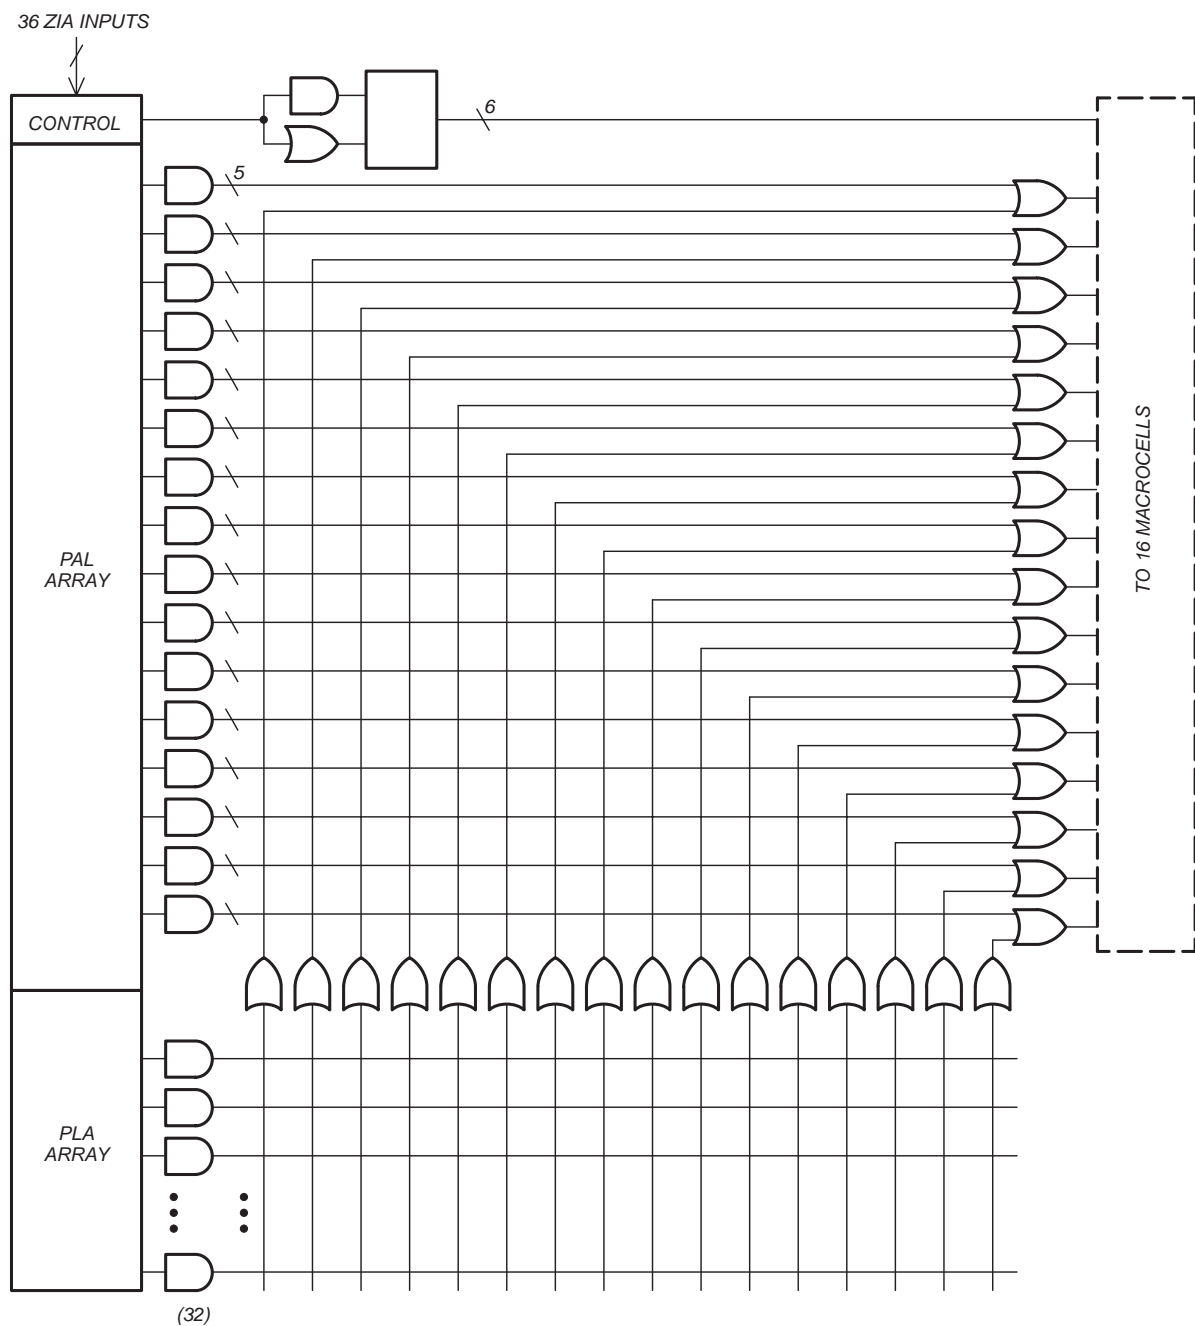 36 ZIA INPUTS
CONTROL
6
5
PAL
ARRAY
TO 16 MACROCELLS
PLA
ARRAY
(32)